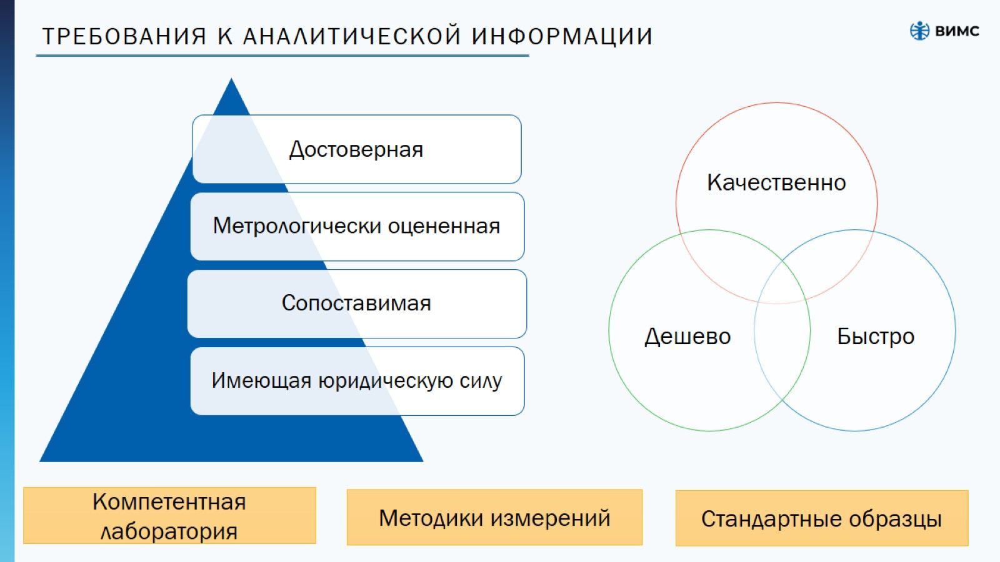 ТРЕБОВАНИЯ К АНАЛИТИЧЕСКОЙ ИНФОРМАЦИИ
ВИМС
Достоверная
Метрологически оцененная
Сопоставимая
Имеющая юридическую силу
Качественно
Дешево
Быстро
Компетентная
лаборатория
Методики измерений
Стандартные образцы